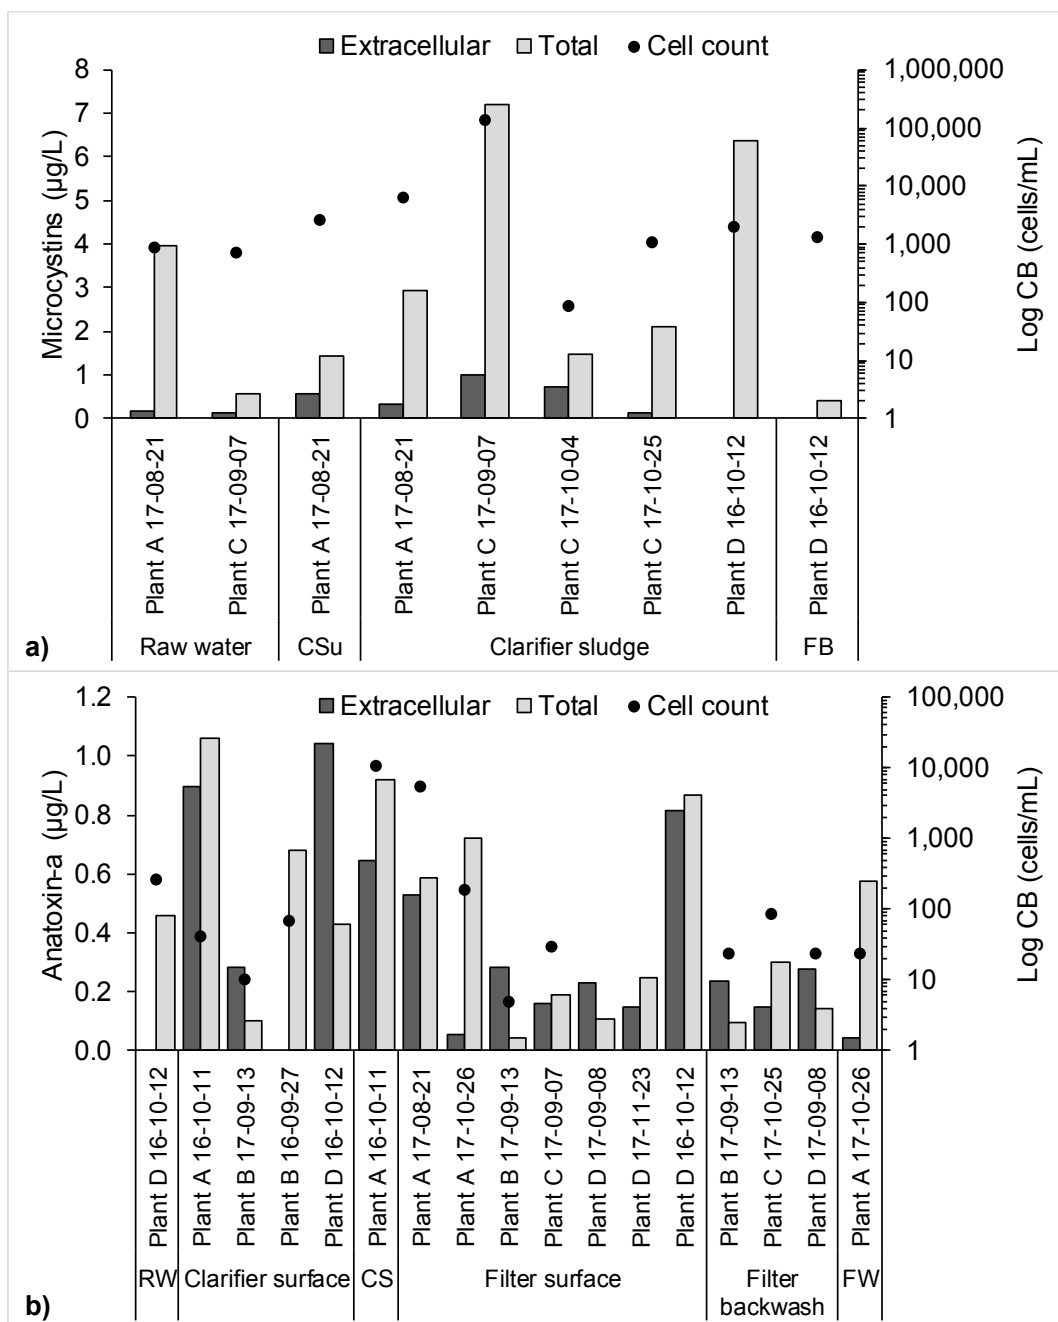 Extracellular Total Cell count
8
7
6
5
4
3
2
1
0
Microcystins (µg/L)
1,000,000
100,000
10,000
1,000
100
10
1
Log CB (cells/mL)
Plant A 17-08-21
Plant C 17-09-07
Plant A 17-08-21
Plant A 17-08-21
Plant C 17-09-07
Plant C 17-10-04
Plant C 17-10-25
Plant D 16-10-12
Plant D 16-10-12
a) Raw water CSu Clarifier sludge FB
Extracellular Total Cell count
1.2
1.0
0.8
0.6
0.4
0.2
0.0
Anatoxin-a (µg/L)
100,000
10,000
1,000
100
10
1
Log CB (cells/mL)
Plant D 16-10-12
Plant A 16-10-11
Plant B 17-09-13
Plant B 16-09-27
Plant D 16-10-12
Plant A 16-10-11
Plant A 17-08-21
Plant A 17-10-26
Plant B 17-09-13
Plant C 17-09-07
Plant D 17-09-08
Plant D 17-11-23
Plant D 16-10-12
Plant B 17-09-13
Plant C 17-10-25
Plant D 17-09-08
Plant A 17-10-26
RW Clarifier surface CS Filter surface Filter FW
backwash
b)